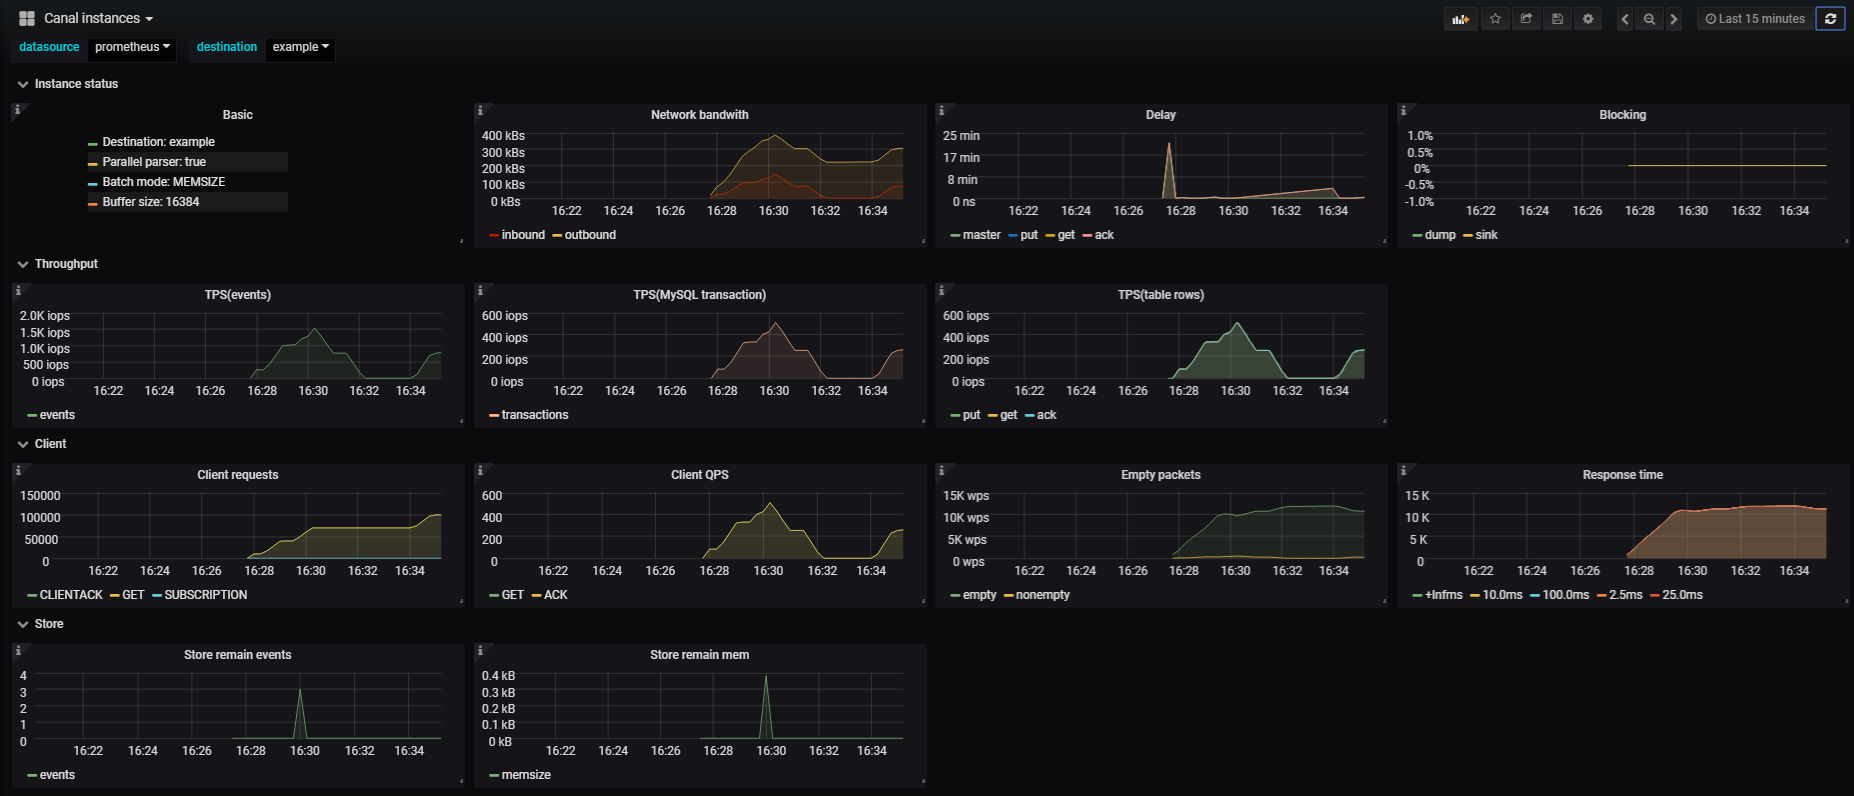 Canal instances
Last 15 minutes
datasource prometheus destination example
Instance status
Basic
Destination: example
Parallel parser: true
Batch mode: MEMSIZE
Buffer size: 16384
Network bandwith
400 kBs
300 kBs
200 kBs
100 kBs
0 kBs
16:22 16:24 16:26 16:28 16:30 16:32 16:34
inbound outbound
Delay
25 min
17 min
8 min
0 ns
16:22 16:24 16:26 16:28 16:30 16:32 16:34
master put get ack
Blocking
1.0%
0.5%
0%
-0.5%
-1.0%
16:22 16:24 16:26 16:28 16:30 16:32 16:34
dump sink
Throughput
TPS(events)
2.0K iops
1.5K iops
1.0K iops
500 iops
0 iops
16:22 16:24 16:26 16:28 16:30 16:32 16:34
events
TPS(MySQL transaction)
600 iops
400 iops
200 iops
0 iops
16:22 16:24 16:26 16:28 16:30 16:32 16:34
transactions
TPS(table rows)
600 iops
400 iops
200 iops
0 iops
16:22 16:24 16:26 16:28 16:30 16:32 16:34
put get ack
Client
Client requests
150000
100000
50000
0
16:22 16:24 16:26 16:28 16:30 16:32 16:34
CLIENTACK GET SUBSCRIPTION
Client QPS
600
400
200
0
16:22 16:24 16:26 16:28 16:30 16:32 16:34
GET ACK
Empty packets
15K wps
10K wps
5K wps
0 wps
16:22 16:24 16:26 16:28 16:30 16:32 16:34
empty nonempty
Response time
15 K
10 K
5 K
0
16:22 16:24 16:26 16:28 16:30 16:32 16:34
+Infms 10.0ms 100.0ms 2.5ms 25.0ms
Store
Store remain events
4
3
2
1
0
16:22 16:24 16:26 16:28 16:30 16:32 16:34
events
Store remain mem
0.4 kB
0.3 kB
0.2 kB
0.1 kB
0 kB
16:22 16:24 16:26 16:28 16:30 16:32 16:34
memsize